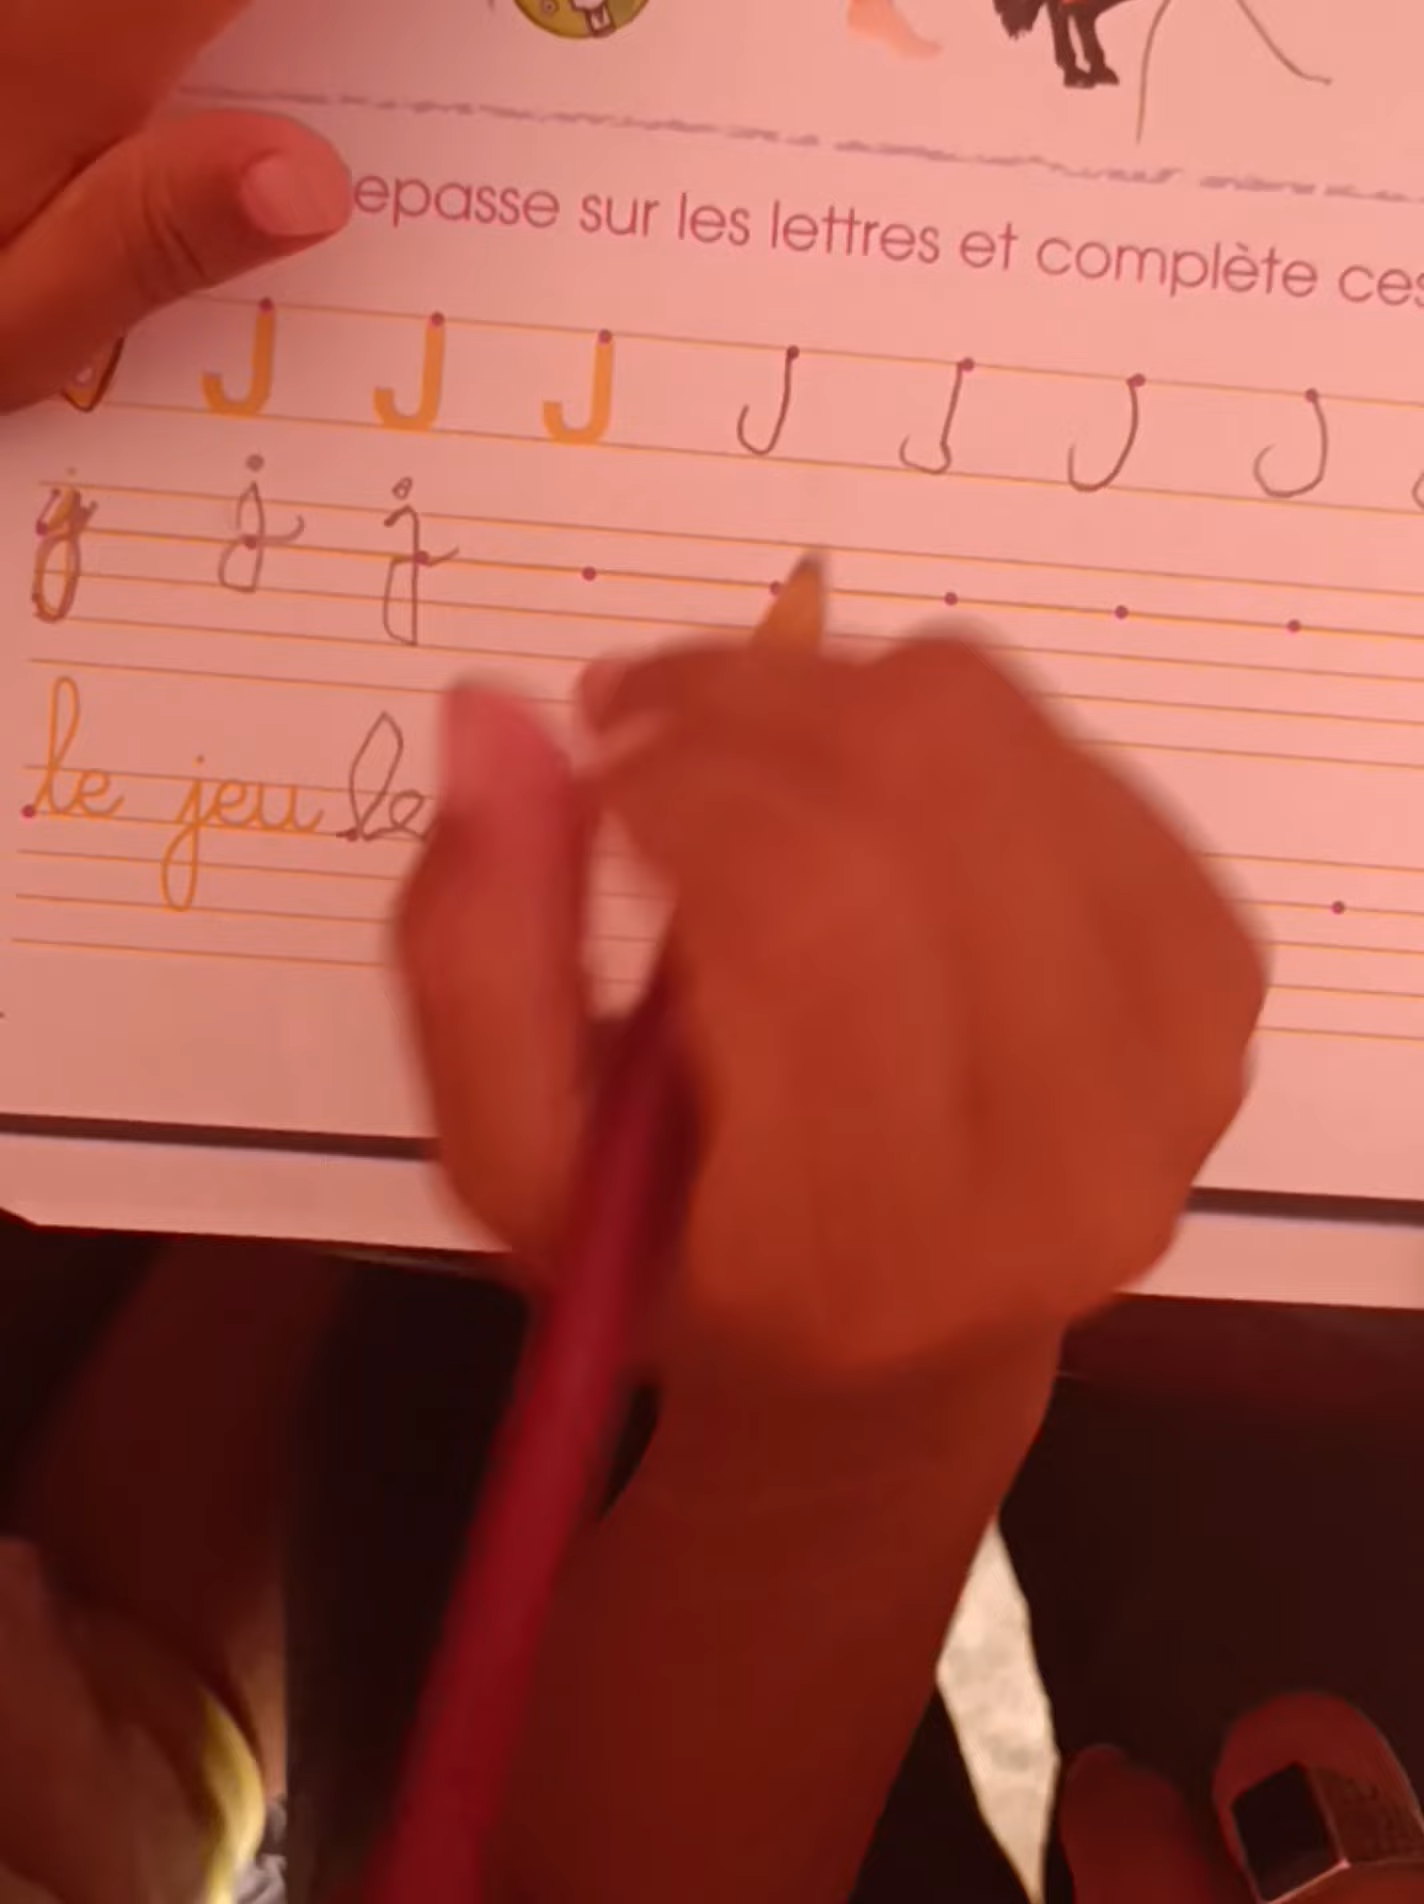 epasse sur les lettres et complète ces
J J J J J J J
j j j
le jeu le